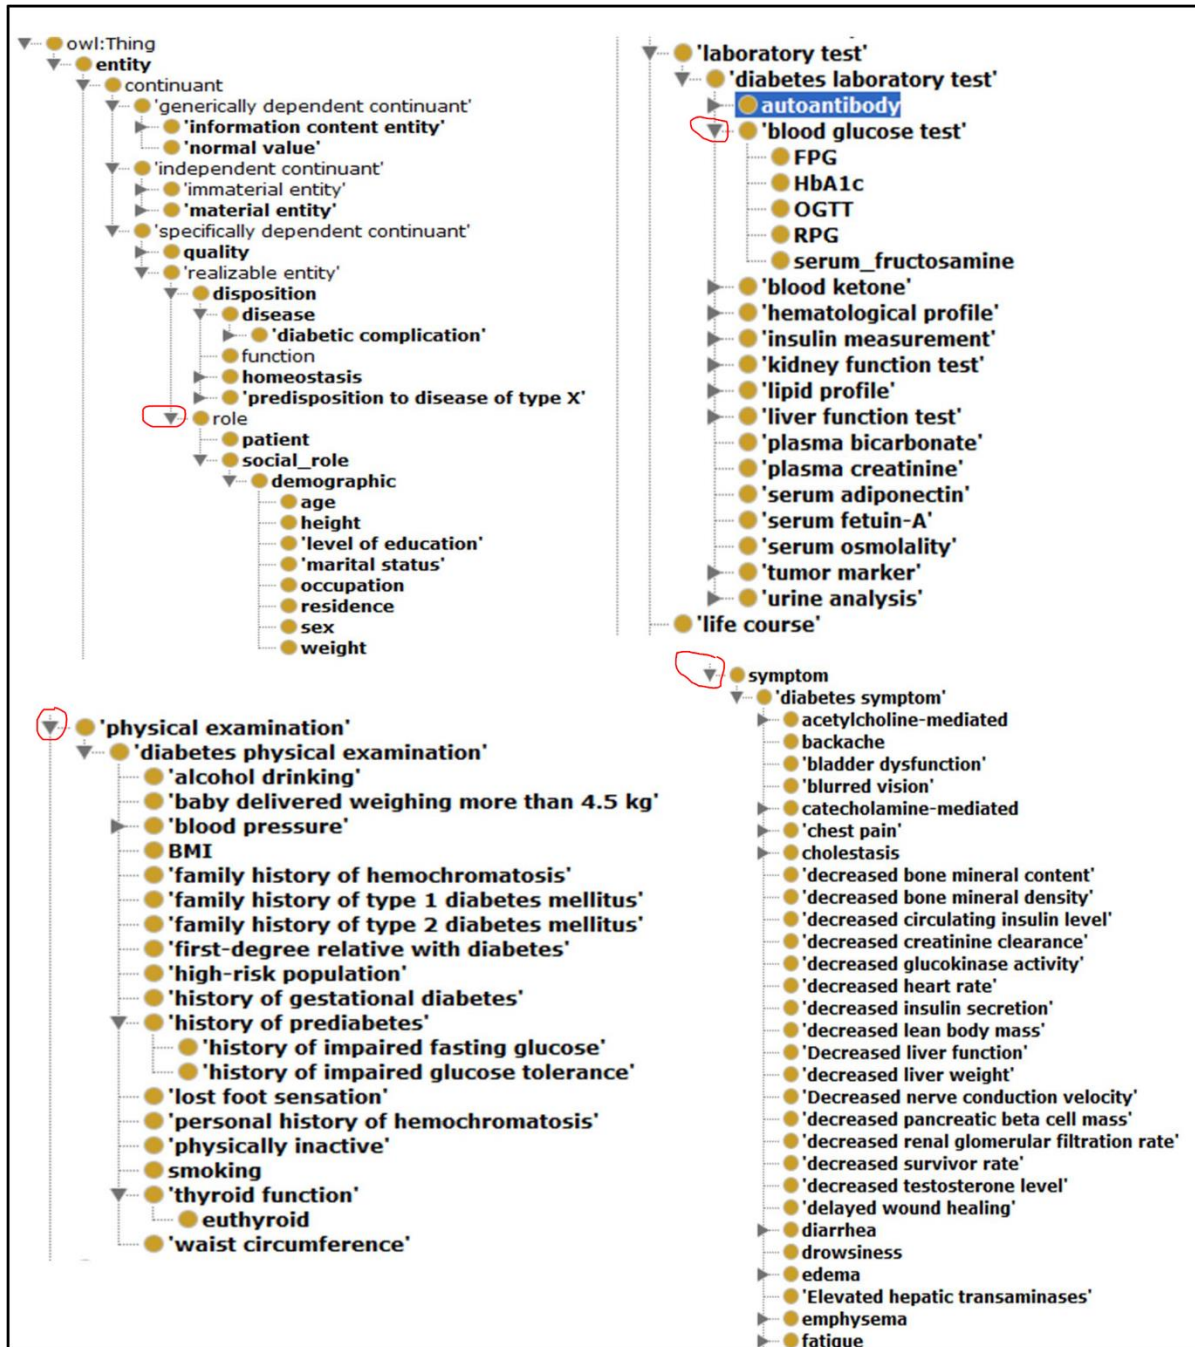 owl:Thing
entity
continuant
'generically dependent continuant'
'information content entity'
'normal value'
'independent continuant'
'immaterial entity'
'material entity'
'specifically dependent continuant'
quality
'realizable entity'
disposition
disease
'diabetic complication'
function
homeostasis
'predisposition to disease of type X'
role
patient
social_role
demographic
age
height
'level of education'
'marital status'
occupation
residence
sex
weight
'laboratory test'
'diabetes laboratory test'
autoantibody
'blood glucose test'
FPG
HbA1c
OGTT
RPG
serum_fructosamine
'blood ketone'
'hematological profile'
'insulin measurement'
'kidney function test'
'lipid profile'
'liver function test'
'plasma bicarbonate'
'plasma creatinine'
'serum adiponectin'
'serum fetuin-A'
'serum osmolality'
'tumor marker'
'urine analysis'
'life course'
'physical examination'
'diabetes physical examination'
'alcohol drinking'
'baby delivered weighing more than 4.5 kg'
'blood pressure'
BMI
'family history of hemochromatosis'
'family history of type 1 diabetes mellitus'
'family history of type 2 diabetes mellitus'
'first-degree relative with diabetes'
'high-risk population'
'history of gestational diabetes'
'history of prediabetes'
'history of impaired fasting glucose'
'history of impaired glucose tolerance'
'lost foot sensation'
'personal history of hemochromatosis'
'physically inactive'
smoking
'thyroid function'
euthyroid
'waist circumference'
symptom
'diabetes symptom'
acetylcholine-mediated
backache
'bladder dysfunction'
'blurred vision'
catecholamine-mediated
'chest pain'
cholestasis
'decreased bone mineral content'
'decreased bone mineral density'
'decreased circulating insulin level'
'decreased creatinine clearance'
'decreased glucokinase activity'
'decreased heart rate'
'decreased insulin secretion'
'decreased lean body mass'
'Decreased liver function'
'decreased liver weight'
'Decreased nerve conduction velocity'
'decreased pancreatic beta cell mass'
'decreased renal glomerular filtration rate'
'decreased survivor rate'
'decreased testosterone level'
'delayed wound healing'
diarrhea
drowsiness
edema
'Elevated hepatic transaminases'
emphysema
fatigue